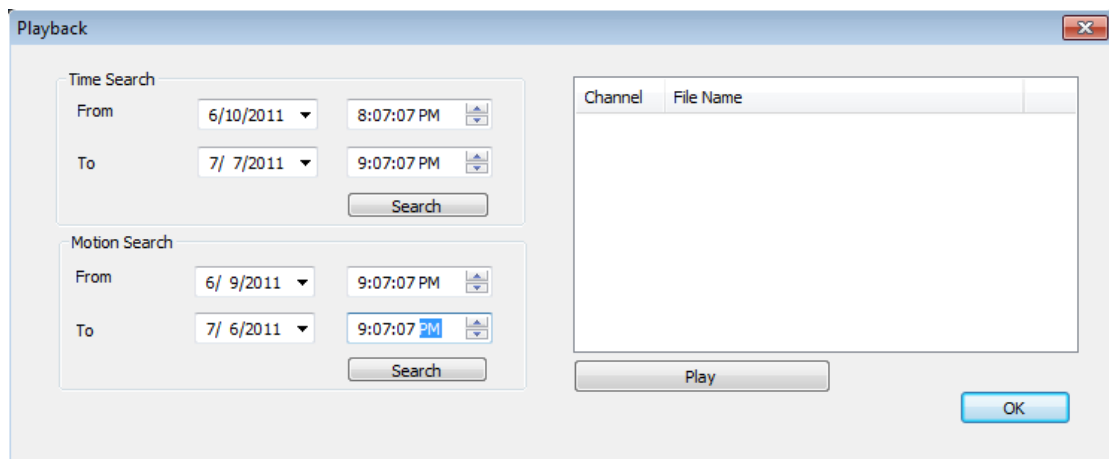 Playback
Time Search
From 6/10/2011 8:07:07 PM
To 7/ 7/2011 9:07:07 PM
Search
Motion Search
From 6/ 9/2011 9:07:07 PM
To 7/ 6/2011 9:07:07 PM
Search
Channel File Name
Play
OK